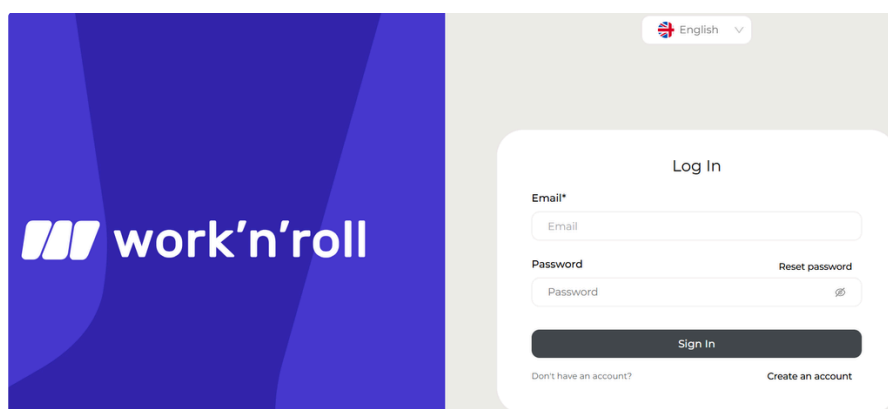 English
work'n'roll
Log In
Email*
Email
Password
Reset password
Password
Sign In
Don't have an account?
Create an account